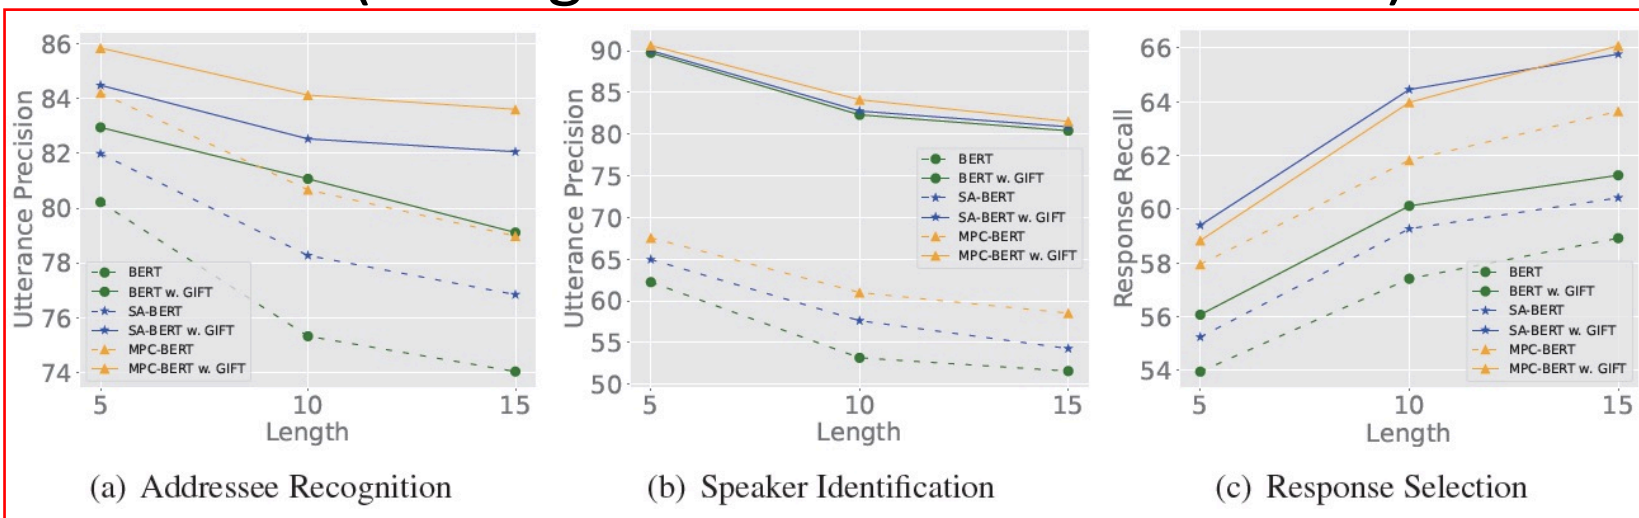 86
84
82
80
78
76
74
5
10
15
Utterance Precision
Length
BERT
BERT w. GIFT
SA-BERT
SA-BERT w. GIFT
MPC-BERT
MPC-BERT w. GIFT
(a) Addressee Recognition
90
85
80
75
70
65
60
55
50
5
10
15
Utterance Precision
Length
BERT
BERT w. GIFT
SA-BERT
SA-BERT w. GIFT
MPC-BERT
MPC-BERT w. GIFT
(b) Speaker Identification
66
64
62
60
58
56
54
5
10
15
Response Recall
Length
BERT
BERT w. GIFT
SA-BERT
SA-BERT w. GIFT
MPC-BERT
MPC-BERT w. GIFT
(c) Response Selection